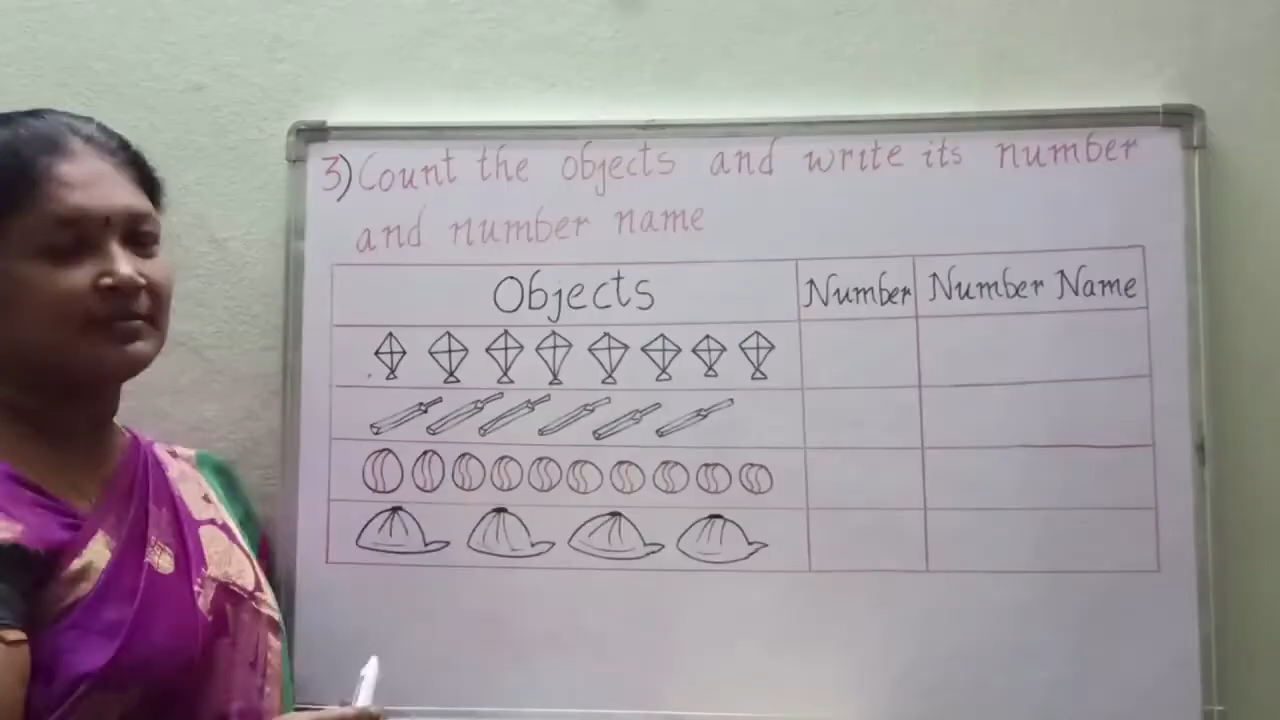 3) Count the objects and write its number
and number name
Objects Number Number Name